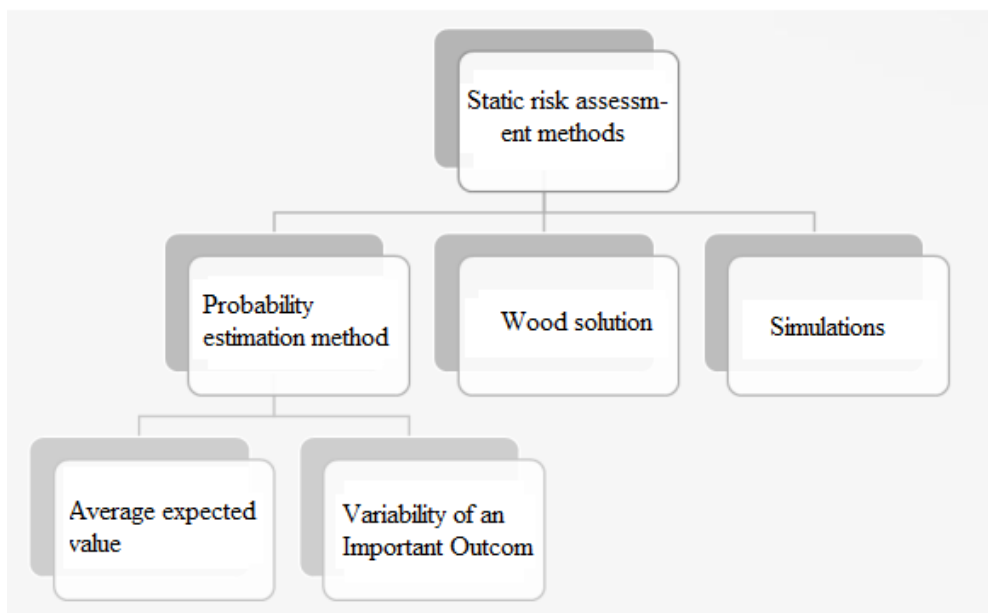 Static risk assessm-
ent methods
Probability
estimation method
Wood solution
Simulations
Average expected
value
Variability of an
Important Outcom